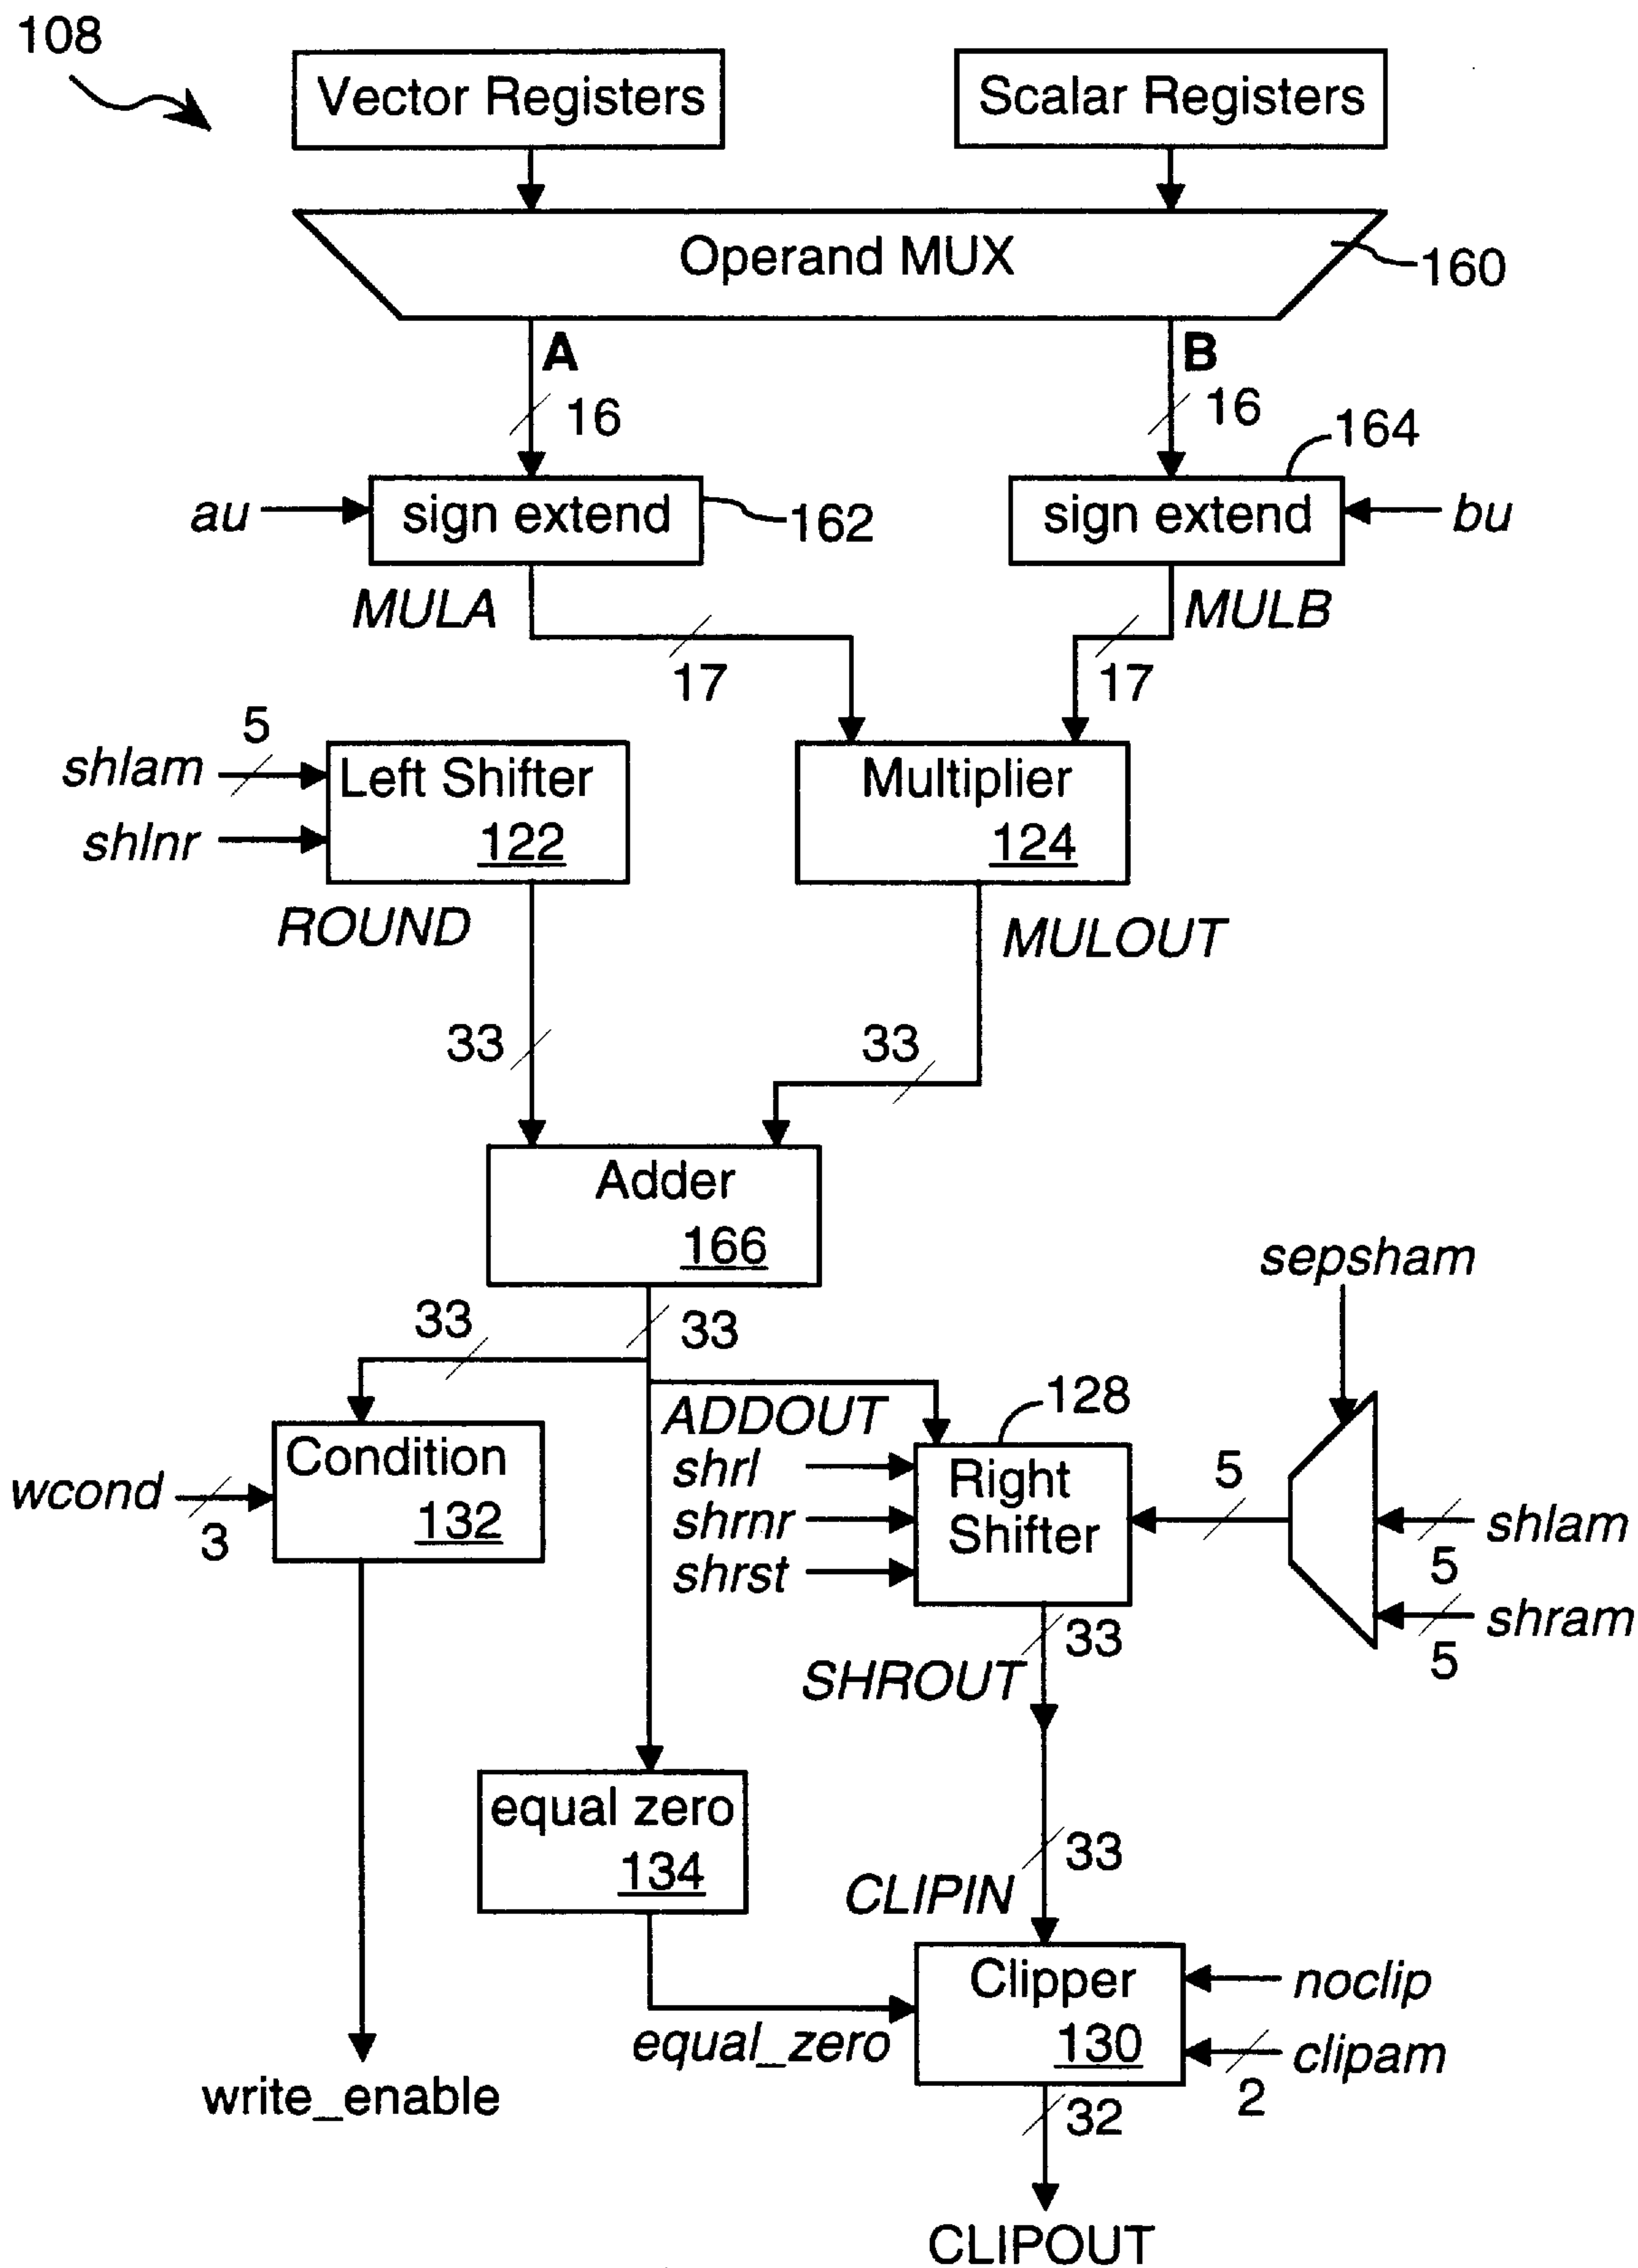 108
Vector Registers
Scalar Registers
Operand MUX
160
A
B
16
16
164
au
sign extend
162
sign extend
bu
MULA
MULB
17
17
5
shlam
Left Shifter
Multiplier
shlnr
122
124
ROUND
MULOUT
33
33
Adder
166
sepsham
33
33
ADDOUT
128
Condition
shrl
Right
5
wcond
132
shrnr
Shifter
shlam
3
shrst
5
shram
33
5
SHROUT
equal zero
134
33
CLIPIN
Clipper
noclip
equal_zero
130
clipam
write_enable
2
32
CLIPOUT